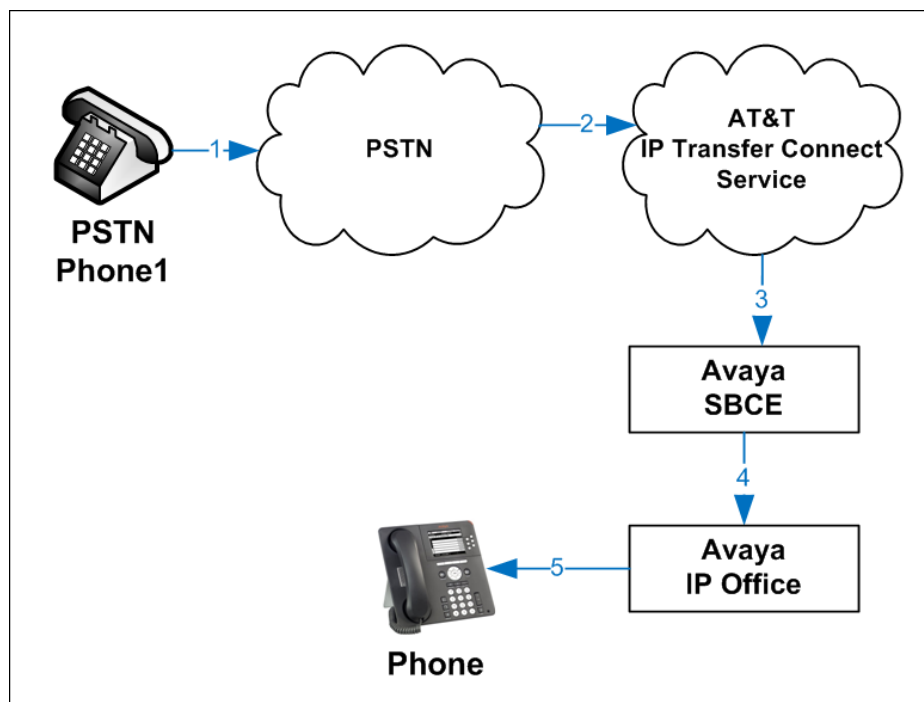 PSTN
Phone1
1
PSTN
2
AT&T
IP Transfer Connect
Service
3
Avaya
SBCE
4
Avaya
IP Office
5
Phone